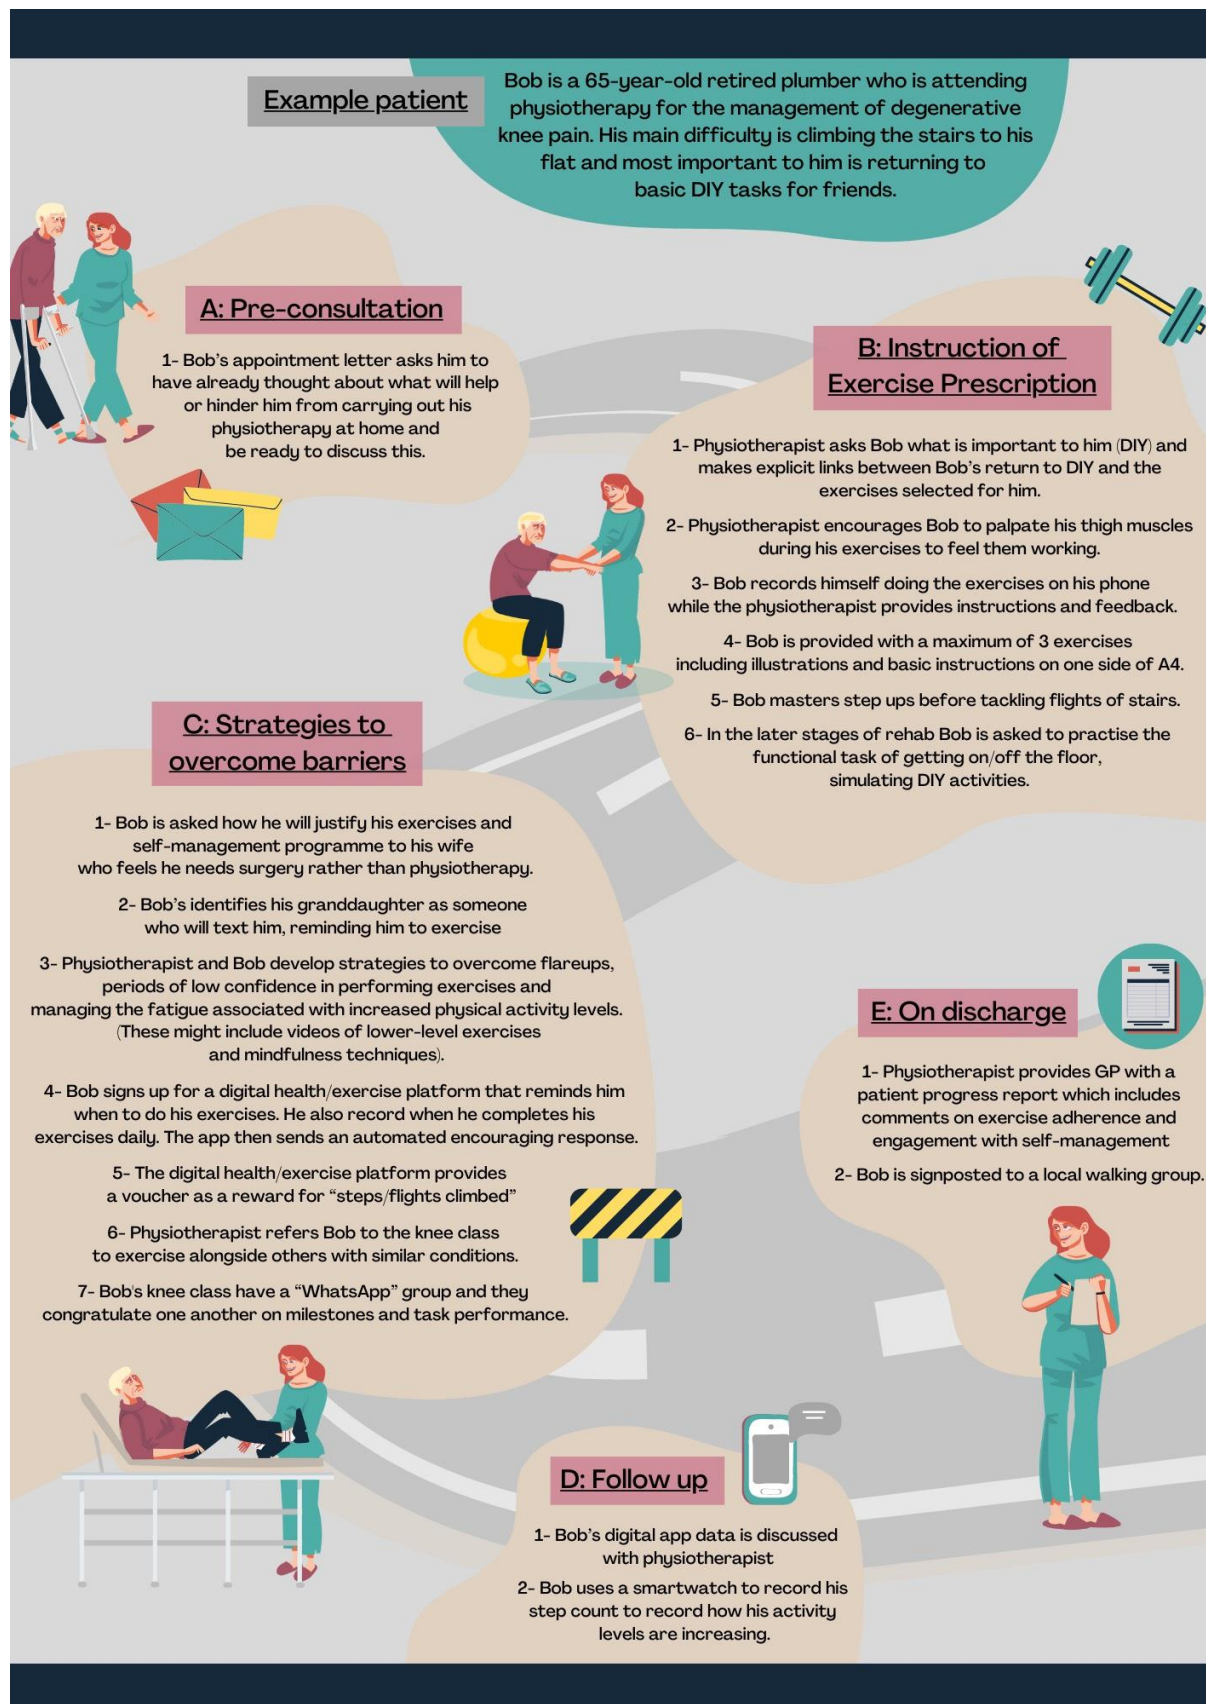 Example patient
Bob is a 65-year-old retired plumber who is attending
physiotherapy for the management of degenerative
knee pain. His main difficulty is climbing the stairs to his
flat and most important to him is returning to
basic DIY tasks for friends.
A: Pre-consultation
1- Bob's appointment letter asks him to
have already thought about what will help
or hinder him from carrying out his
physiotherapy at home and
be ready to discuss this.
B: Instruction of
Exercise Prescription
1- Physiotherapist asks Bob what is important to him (DIY) and
makes explicit links between Bob's return to DIY and the
exercises selected for him.
2- Physiotherapist encourages Bob to palpate his thigh muscles
during his exercises to feel them working.
3- Bob records himself doing the exercises on his phone
while the physiotherapist provides instructions and feedback.
4- Bob is provided with a maximum of 3 exercises
including illustrations and basic instructions on one side of A4.
5- Bob masters step ups before tackling flights of stairs.
6- In the later stages of rehab Bob is asked to practise the
functional task of getting on/off the floor,
simulating DIY activities.
C: Strategies to
overcome barriers
1- Bob is asked how he will justify his exercises and
self-management programme to his wife
who feels he needs surgery rather than physiotherapy.
2- Bob's identifies his granddaughter as someone
who will text him, reminding him to exercise
3- Physiotherapist and Bob develop strategies to overcome flareups,
periods of low confidence in performing exercises and
managing the fatigue associated with increased physical activity levels.
(These might include videos of lower-level exercises
and mindfulness techniques).
4- Bob signs up for a digital health/exercise platform that reminds him
when to do his exercises. He also record when he completes his
exercises daily. The app then sends an automated encouraging response.
5- The digital health/exercise platform provides
a voucher as a reward for "steps/flights climbed"
6- Physiotherapist refers Bob to the knee class
to exercise alongside others with similar conditions.
7- Bob's knee class have a "WhatsApp" group and they
congratulate one another on milestones and task performance.
D: Follow up
1- Bob's digital app data is discussed
with physiotherapist
2- Bob uses a smartwatch to record his
step count to record how his activity
levels are increasing.
E: On discharge
1- Physiotherapist provides GP with a
patient progress report which includes
comments on exercise adherence and
engagement with self-management
2- Bob is signposted to a local walking group.